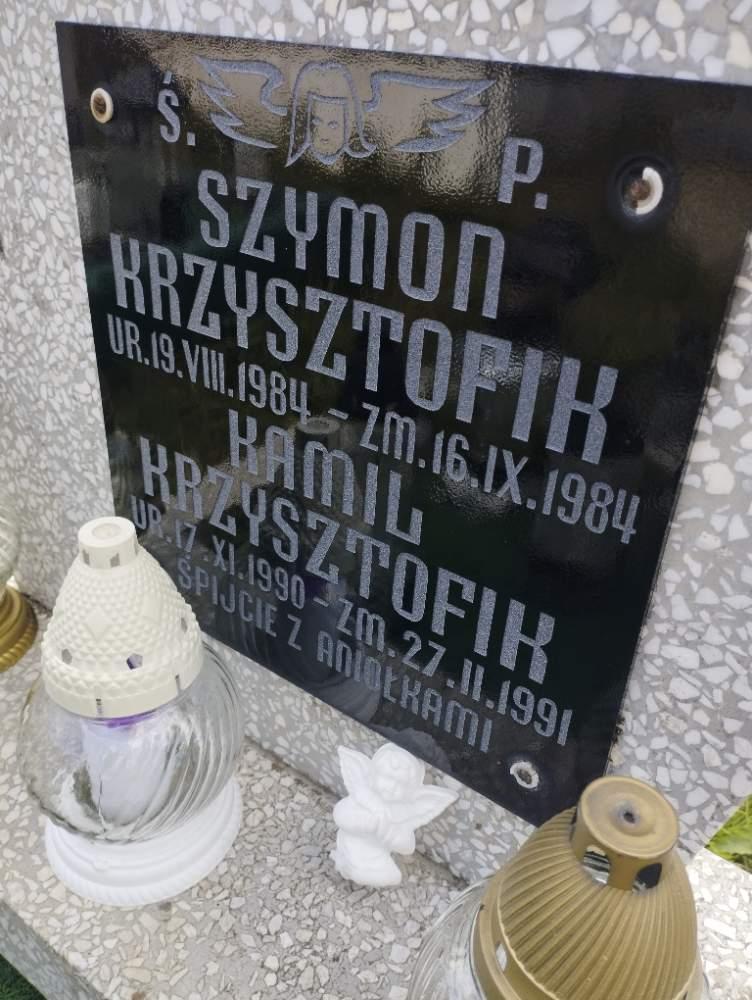 Ś. P.
SZYMON
KRZYSZTOFIK
UR.19.VIII.1984 – ZM.16.IX.1984
KAMIL
KRZYSZTOFIK
UR.17.XI.1990 – ZM.27.II.1991
ŚPIJCIE Z ANIOŁKAMI